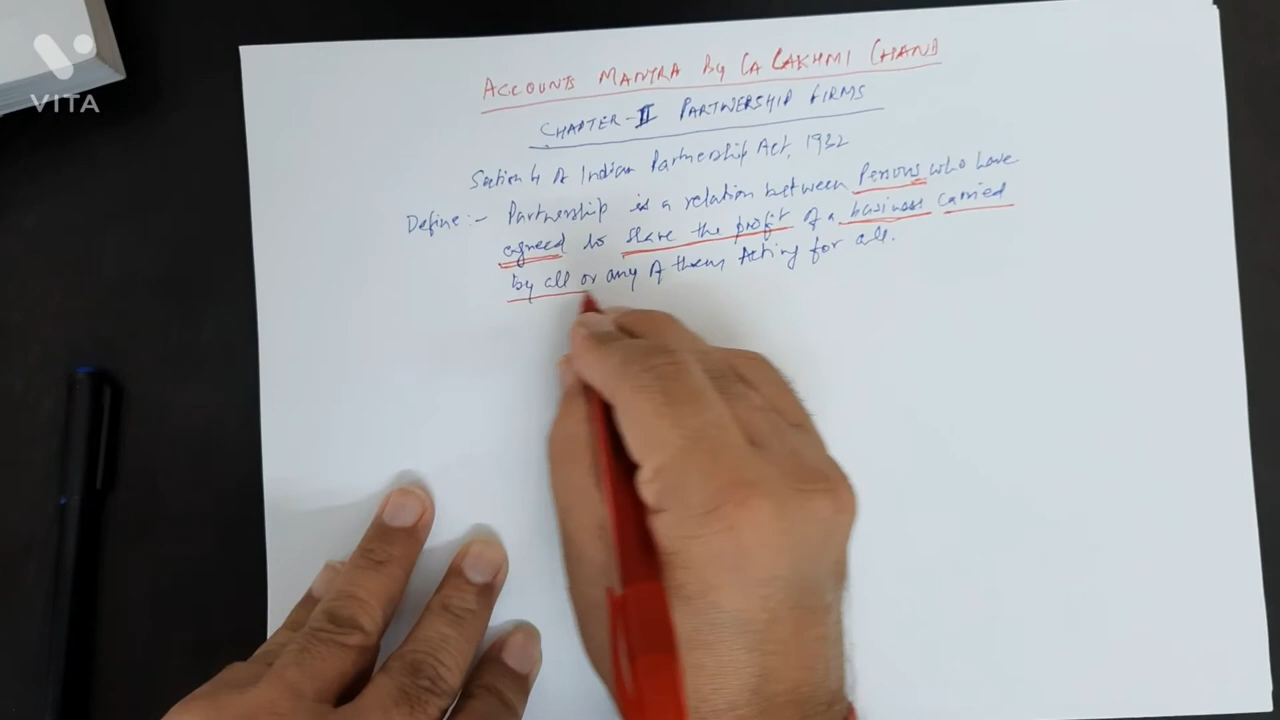 VITA
ACCOUNTS MANTRA By CA LAKHMI CHAND
CHAPTER-II PARTNERSHIP FIRMS
Section 4 of Indian Partnership Act, 1932
Define:- Partnership is a relation between Persons who have
agreed to share the profit of a business carried
by all or any of them Acting for all.